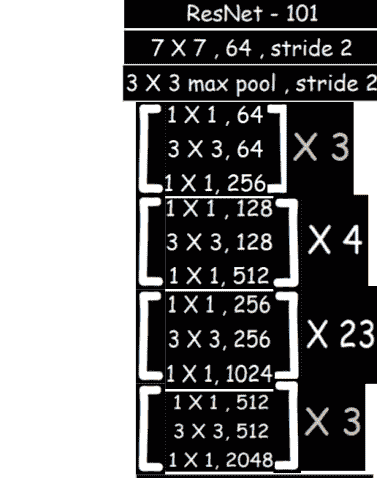 ResNet - 101
7 X 7 , 64 , stride 2
3 X 3 max pool , stride 2
1 X 1 , 64
3 X 3, 64
1 X 1, 256
X 3
1 X 1 , 128
3 X 3, 128
1 X 1, 512
X 4
1 X 1, 256
3 X 3, 256
1 X 1, 1024
X 23
1 X 1 , 512
3 X 3, 512
1 X 1, 2048
X 3